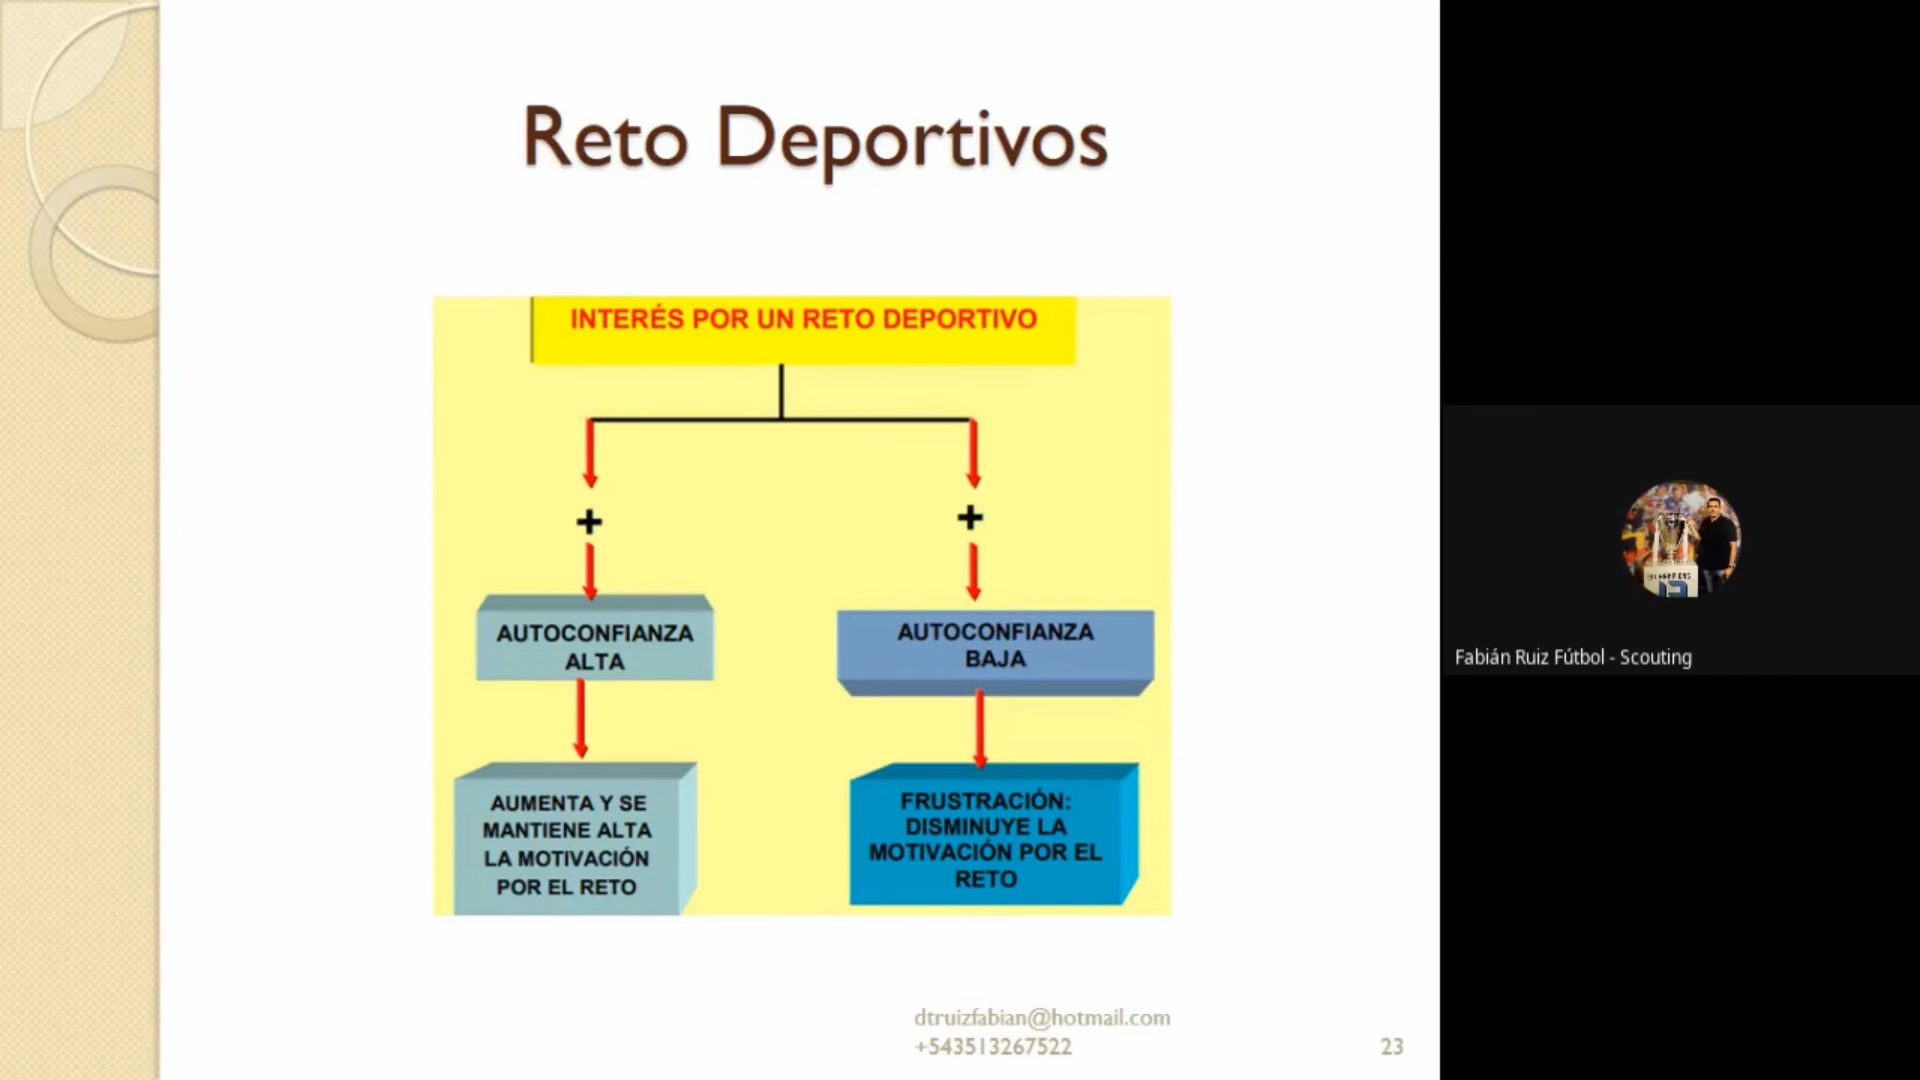 Reto Deportivos
INTERÉS POR UN RETO DEPORTIVO
+
+
AUTOCONFIANZA
ALTA
AUTOCONFIANZA
BAJA
AUMENTA Y SE
MANTIENE ALTA
LA MOTIVACIÓN
POR EL RETO
FRUSTRACIÓN:
DISMINUYE LA
MOTIVACIÓN POR EL
RETO
dtruizfabian@hotmail.com
+543513267522
23
Fabián Ruiz Fútbol - Scouting